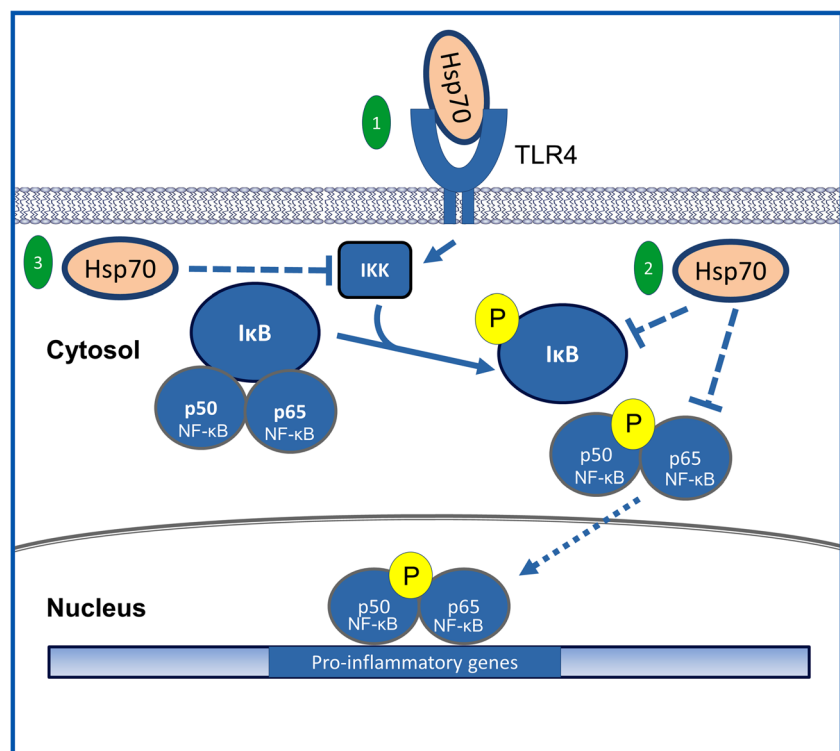 Hsp70
1
TLR4
3
Hsp70
IKK
2
Hsp70
P
IκB
IκB
Cytosol
p50
NF-κB
p65
NF-κB
P
p50
NF-κB
p65
NF-κB
P
Nucleus
p50
NF-κB
p65
NF-κB
Pro-inflammatory genes